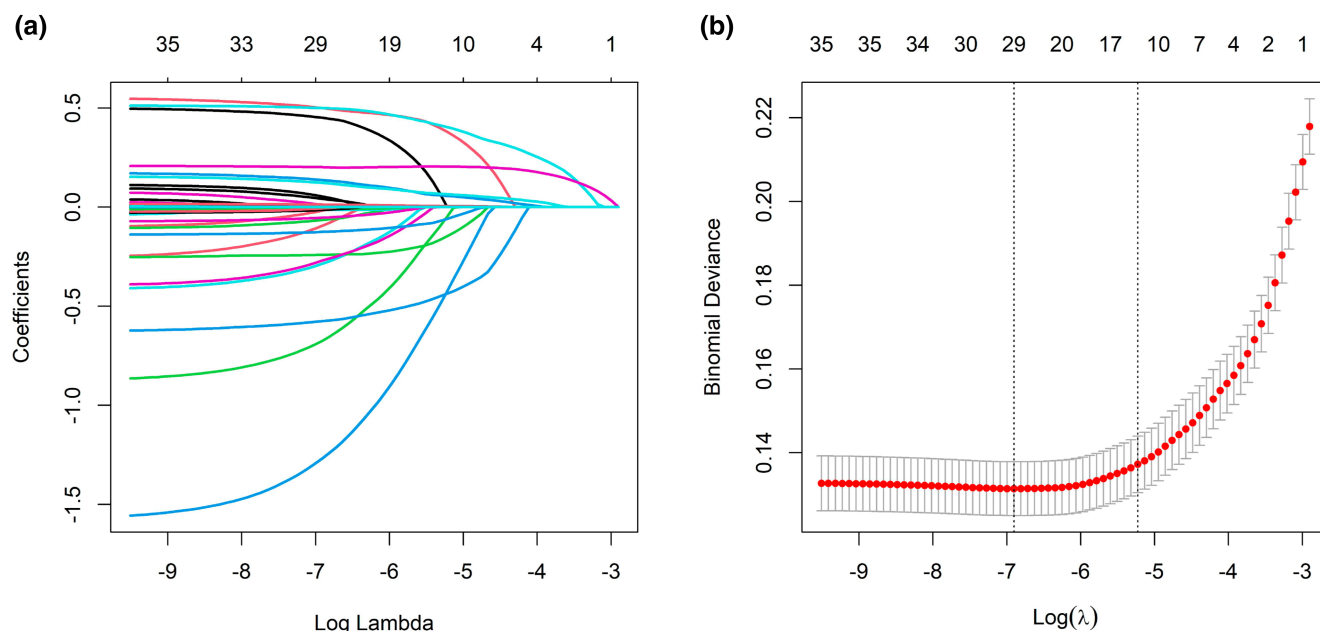 (a)
35 33 29 19 10 4 1
0.5
0.0
-0.5
-1.0
-1.5
Coefficients
-9 -8 -7 -6 -5 -4 -3
Log Lambda
(b)
35 35 34 30 29 20 17 10 7 4 2 1
0.22
0.20
0.18
0.16
0.14
Binomial Deviance
-9 -8 -7 -6 -5 -4 -3
Log(λ)